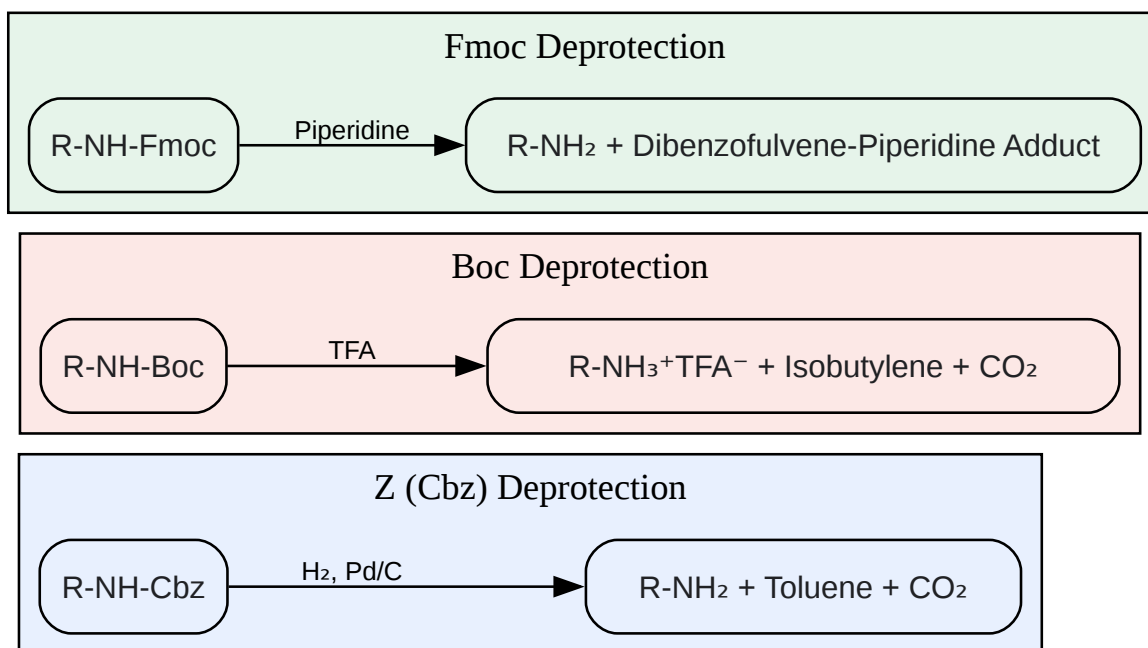 Fmoc Deprotection
R-NH-Fmoc
Piperidine
R-NH₂ + Dibenzofulvene-Piperidine Adduct
Boc Deprotection
R-NH-Boc
TFA
R-NH₃⁺TFA⁻ + Isobutylene + CO₂
Z (Cbz) Deprotection
R-NH-Cbz
H₂, Pd/C
R-NH₂ + Toluene + CO₂